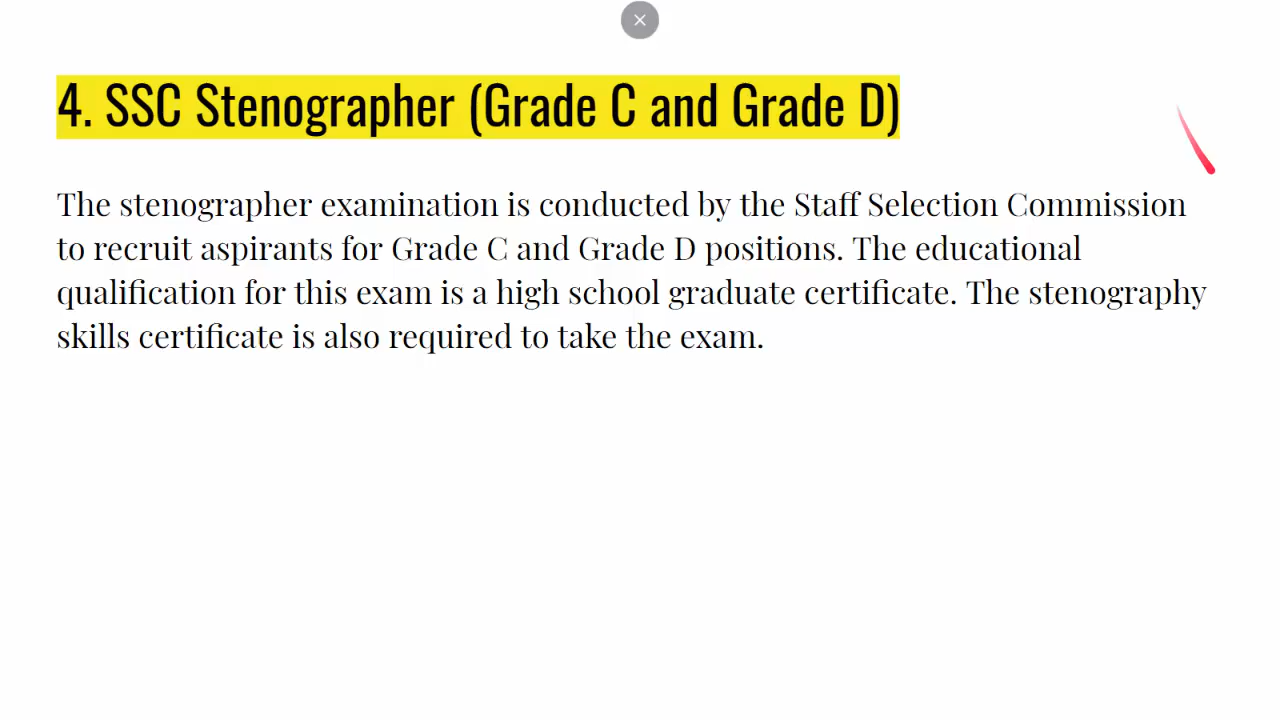 4. SSC Stenographer (Grade C and Grade D)
The stenographer examination is conducted by the Staff Selection Commission
to recruit aspirants for Grade C and Grade D positions. The educational
qualification for this exam is a high school graduate certificate. The stenography
skills certificate is also required to take the exam.